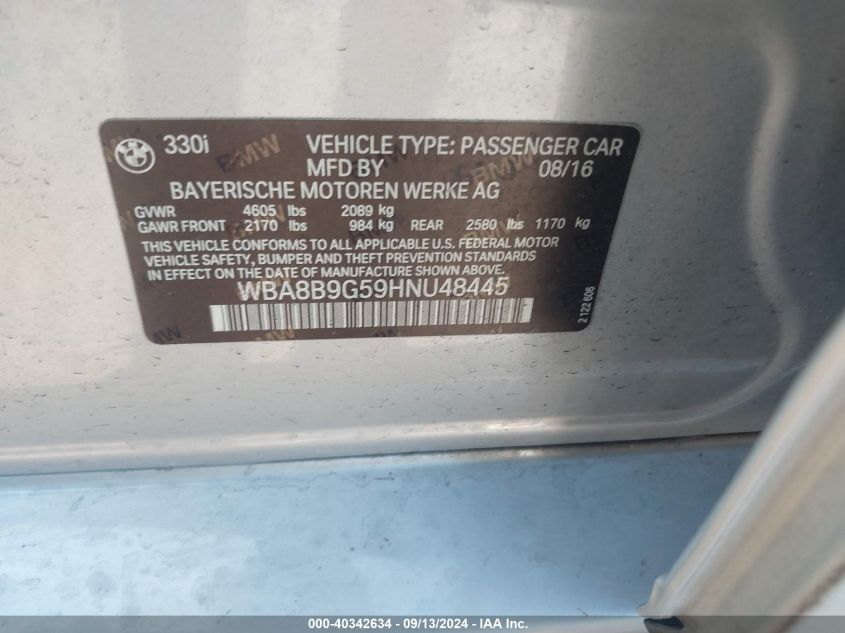 330i VEHICLE TYPE: PASSENGER CAR
MFD BY 08/16
BAYERISCHE MOTOREN WERKE AG
GVWR 4605 lbs 2089 kg
GAWR FRONT 2170 lbs 984 kg REAR 2580 lbs 1170 kg
THIS VEHICLE CONFORMS TO ALL APPLICABLE U.S. FEDERAL MOTOR
VEHICLE SAFETY, BUMPER AND THEFT PREVENTION STANDARDS
IN EFFECT ON THE DATE OF MANUFACTURE SHOWN ABOVE.
WBA8B9G59HNU48445
2 122 606
000-40342634 - 09/13/2024 - IAA Inc.